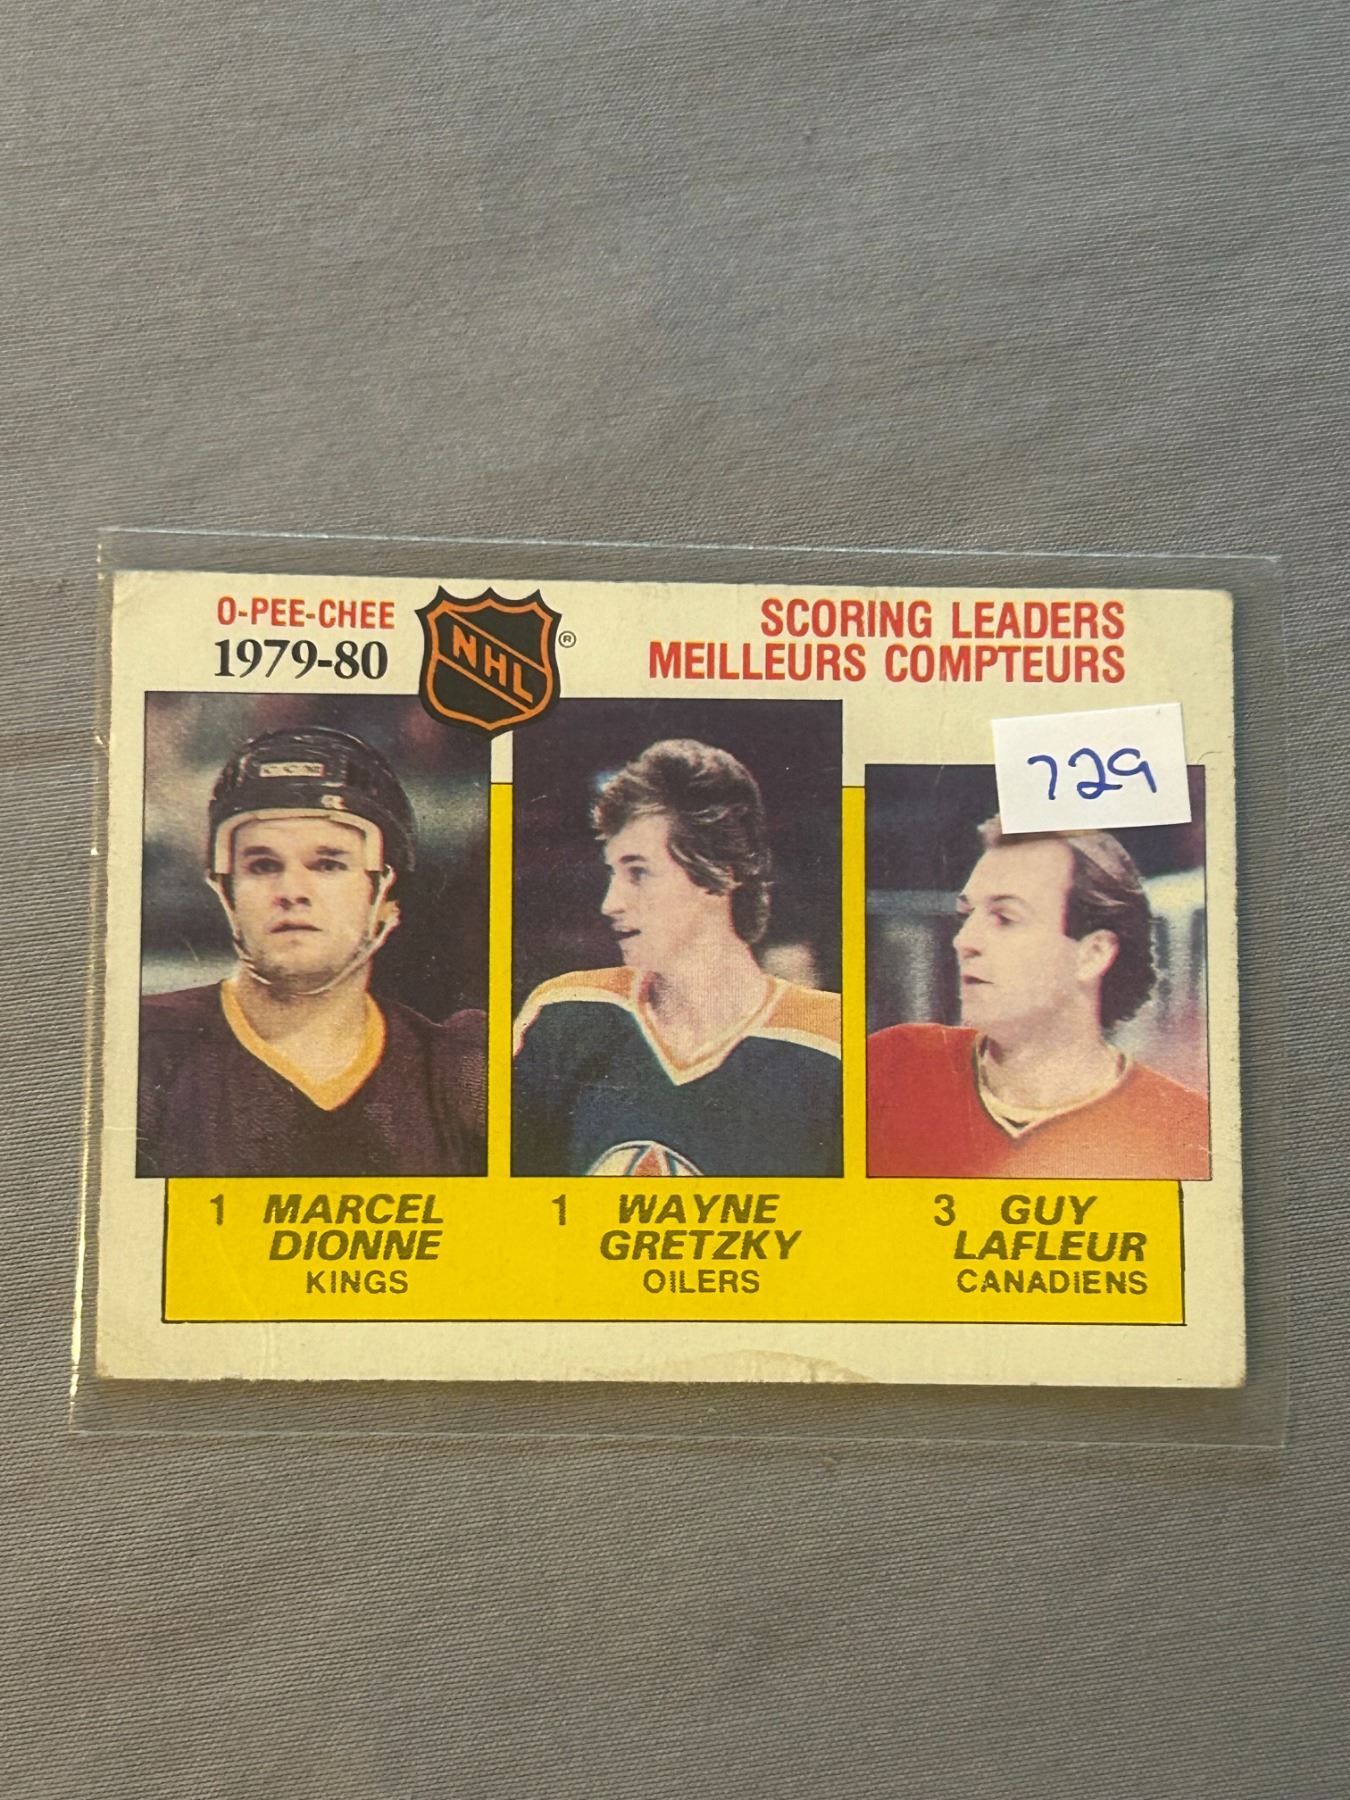 O-PEE-CHEE
1979-80
NHL
®
SCORING LEADERS
MEILLEURS COMPTEURS
729
1 MARCEL
DIONNE
KINGS
1 WAYNE
GRETZKY
OILERS
3 GUY
LAFLEUR
CANADIENS